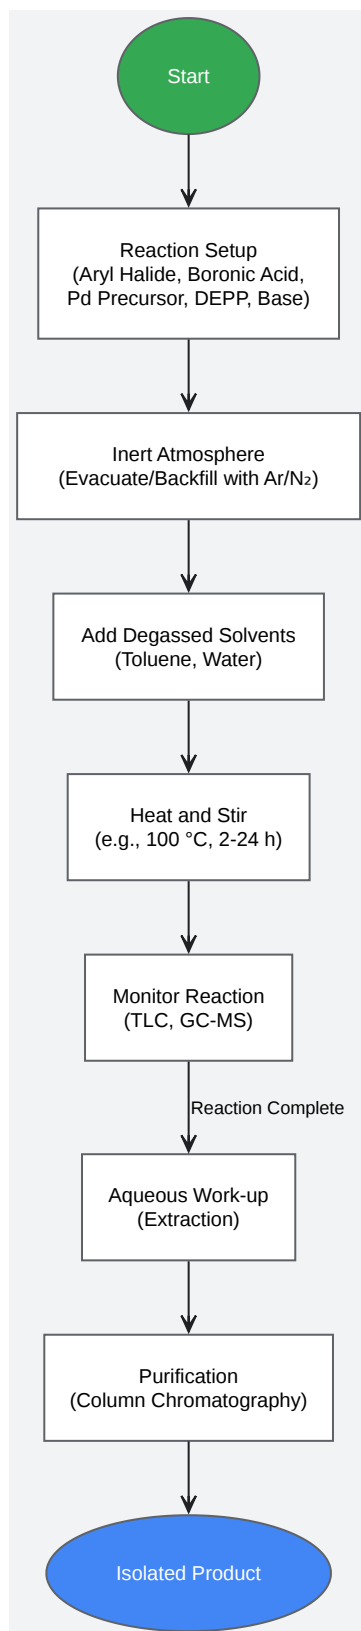 Start
Reaction Setup
(Aryl Halide, Boronic Acid,
Pd Precursor, DEPP, Base)
Inert Atmosphere
(Evacuate/Backfill with Ar/N₂)
Add Degassed Solvents
(Toluene, Water)
Heat and Stir
(e.g., 100 °C, 2-24 h)
Monitor Reaction
(TLC, GC-MS)
Reaction Complete
Aqueous Work-up
(Extraction)
Purification
(Column Chromatography)
Isolated Product